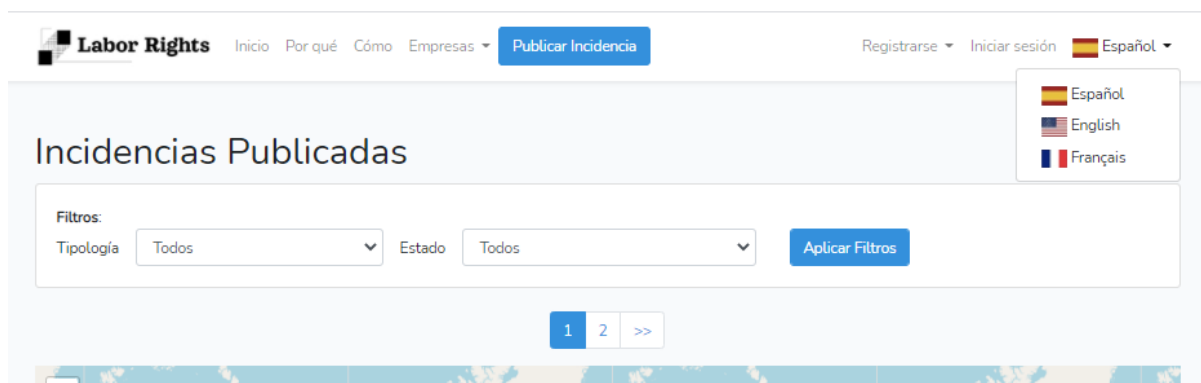 Labor Rights Inicio Por qué Cómo Empresas Publicar Incidencia Registrarse Iniciar sesión Español
Español
English
Français
Incidencias Publicadas
Filtros:
Tipología Todos Estado Todos Aplicar Filtros
1 2 >>